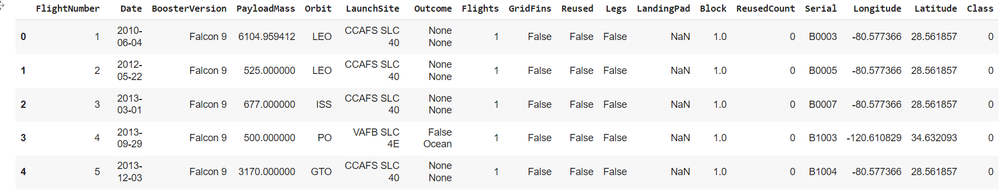 FlightNumber Date BoosterVersion PayloadMass Orbit LaunchSite Outcome Flights GridFins Reused Legs LandingPad Block ReusedCount Serial Longitude Latitude Class
0 1 2010-06-04 Falcon 9 6104.959412 LEO CCAFS SLC 40 None None 1 False False False NaN 1.0 0 B0003 -80.577366 28.561857 0
1 2 2012-05-22 Falcon 9 525.000000 LEO CCAFS SLC 40 None None 1 False False False NaN 1.0 0 B0005 -80.577366 28.561857 0
2 3 2013-03-01 Falcon 9 677.000000 ISS CCAFS SLC 40 None None 1 False False False NaN 1.0 0 B0007 -80.577366 28.561857 0
3 4 2013-09-29 Falcon 9 500.000000 PO VAFB SLC 4E False Ocean 1 False False False NaN 1.0 0 B1003 -120.610829 34.632093 0
4 5 2013-12-03 Falcon 9 3170.000000 GTO CCAFS SLC 40 None None 1 False False False NaN 1.0 0 B1004 -80.577366 28.561857 0